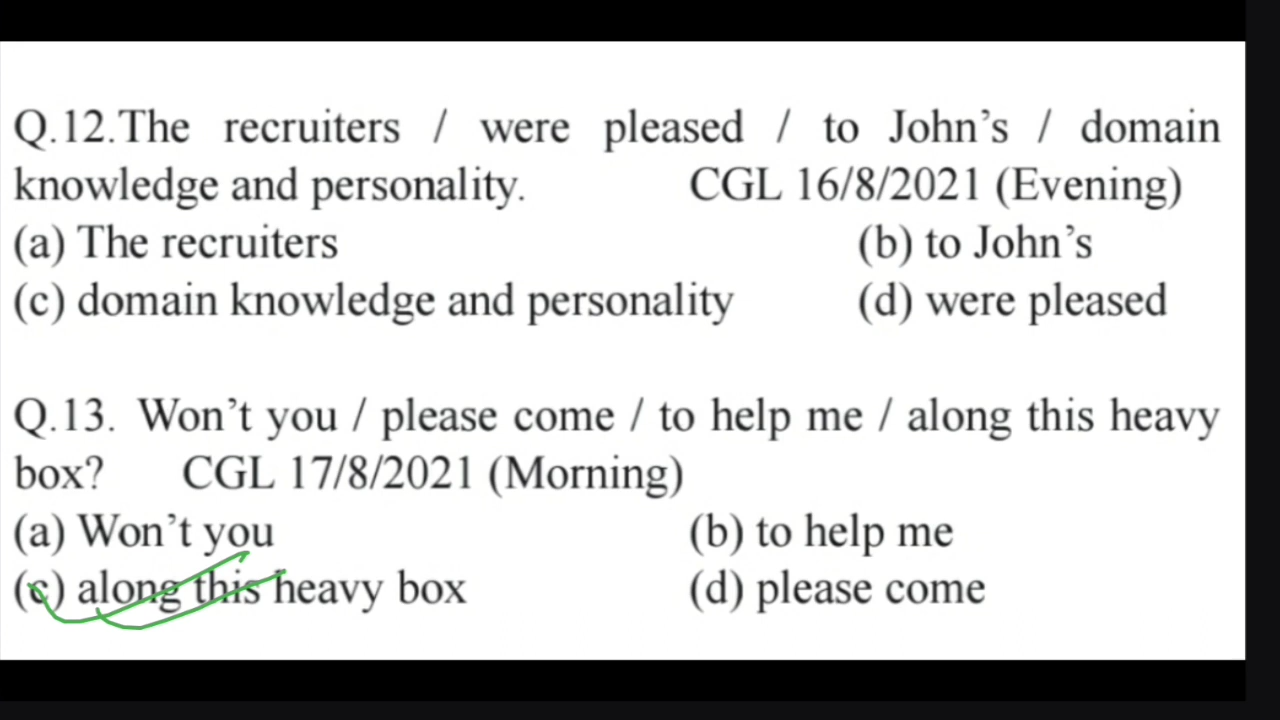 Q.12.The recruiters / were pleased / to John’s / domain
knowledge and personality. CGL 16/8/2021 (Evening)
(a) The recruiters (b) to John’s
(c) domain knowledge and personality (d) were pleased
Q.13. Won’t you / please come / to help me / along this heavy
box? CGL 17/8/2021 (Morning)
(a) Won’t you (b) to help me
(c) along this heavy box (d) please come